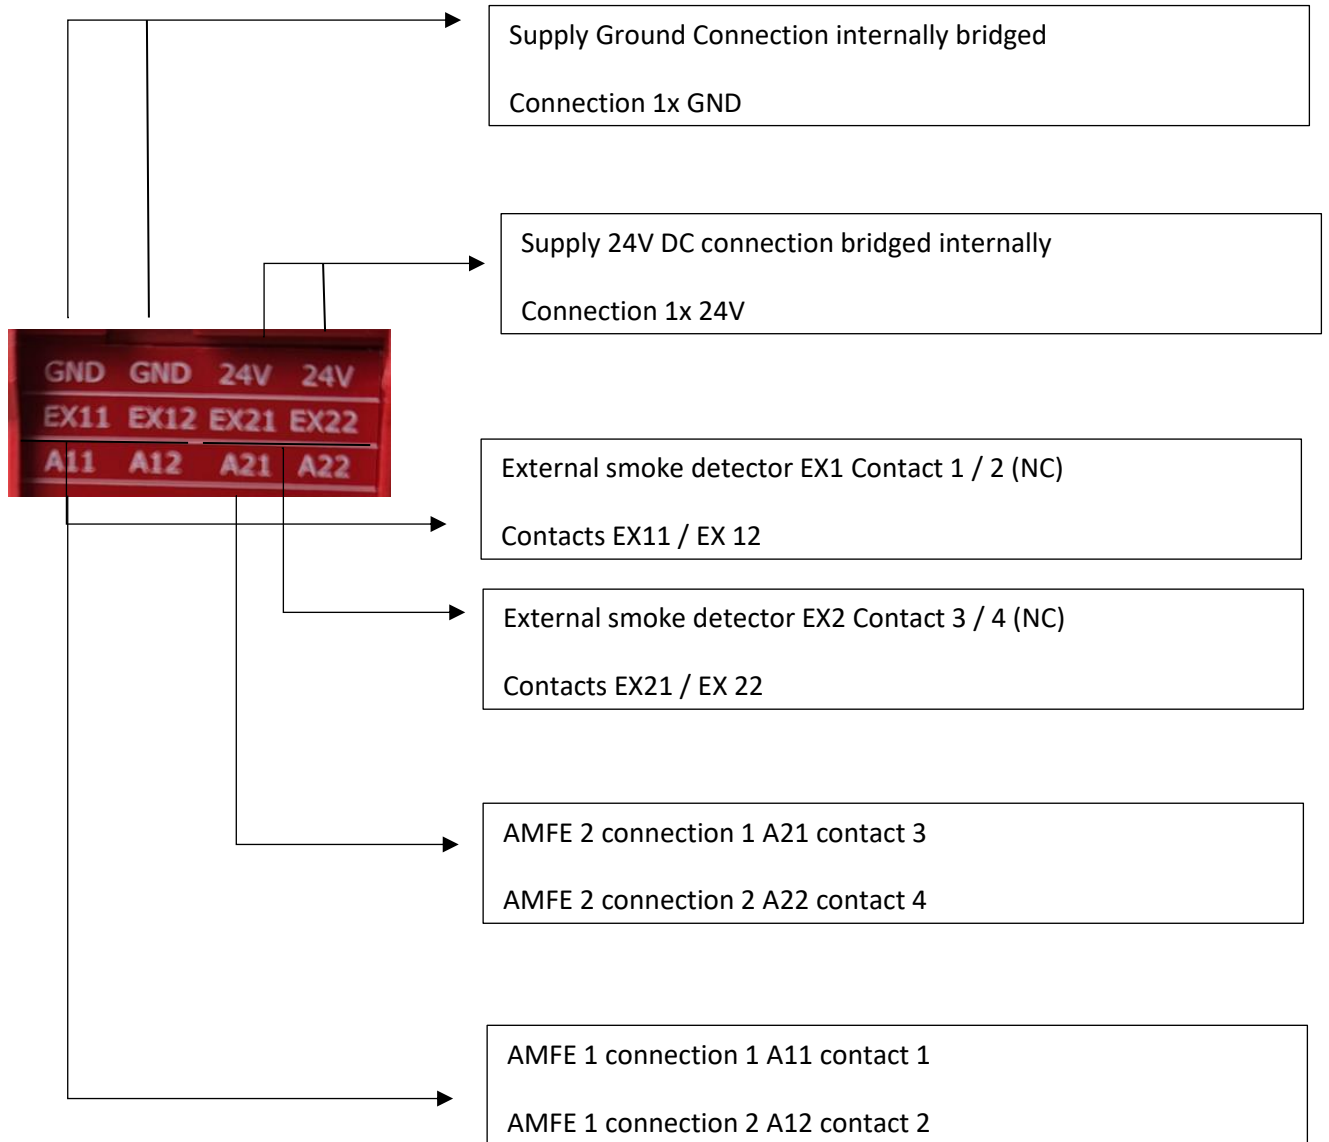 Supply Ground Connection internally bridged
Connection 1x GND
Supply 24V DC connection bridged internally
Connection 1x 24V
GND GND 24V 24V
EX11 EX12 EX21 EX22
A11 A12 A21 A22
External smoke detector EX1 Contact 1 / 2 (NC)
Contacts EX11 / EX 12
External smoke detector EX2 Contact 3 / 4 (NC)
Contacts EX21 / EX 22
AMFE 2 connection 1 A21 contact 3
AMFE 2 connection 2 A22 contact 4
AMFE 1 connection 1 A11 contact 1
AMFE 1 connection 2 A12 contact 2